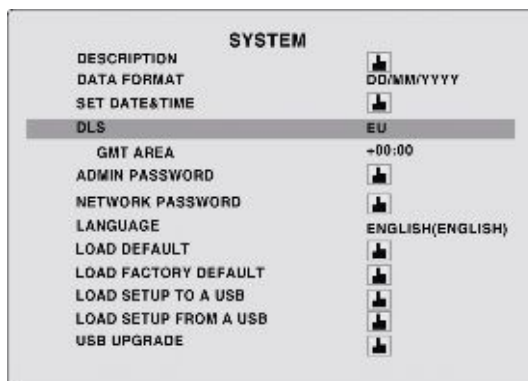 SYSTEM
DESCRIPTION
DATA FORMAT DD/MM/YYYY
SET DATE&TIME
DLS EU
GMT AREA +00:00
ADMIN PASSWORD
NETWORK PASSWORD
LANGUAGE ENGLISH(ENGLISH)
LOAD DEFAULT
LOAD FACTORY DEFAULT
LOAD SETUP TO A USB
LOAD SETUP FROM A USB
USB UPGRADE